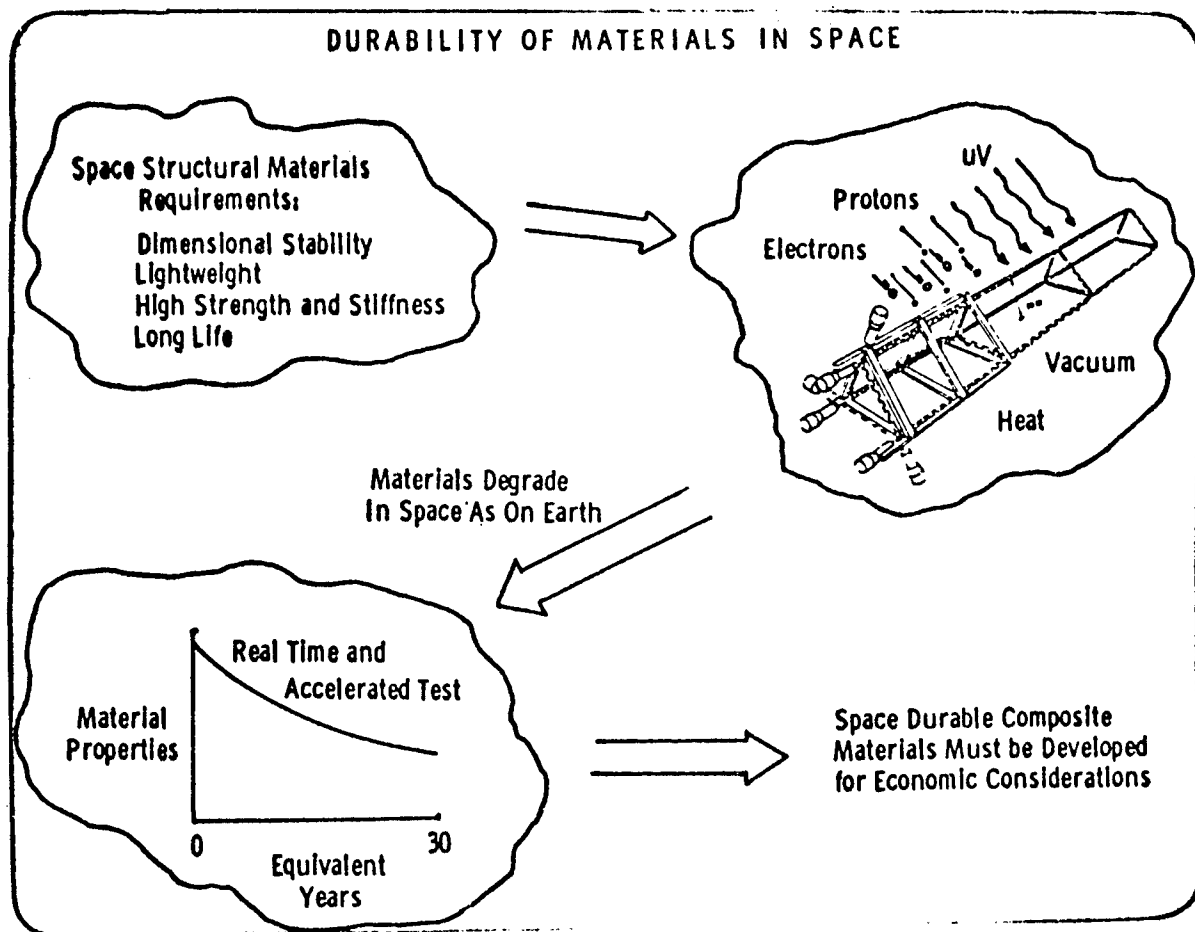 DURABILITY OF MATERIALS IN SPACE
Space Structural Materials
Requirements:
Dimensional Stability
Lightweight
High Strength and Stiffness
Long Life
uV
Protons
Electrons
Vacuum
Heat
Materials Degrade
In Space As On Earth
Real Time and
Accelerated Test
Material
Properties
0
30
Equivalent
Years
Space Durable Composite
Materials Must be Developed
for Economic Considerations